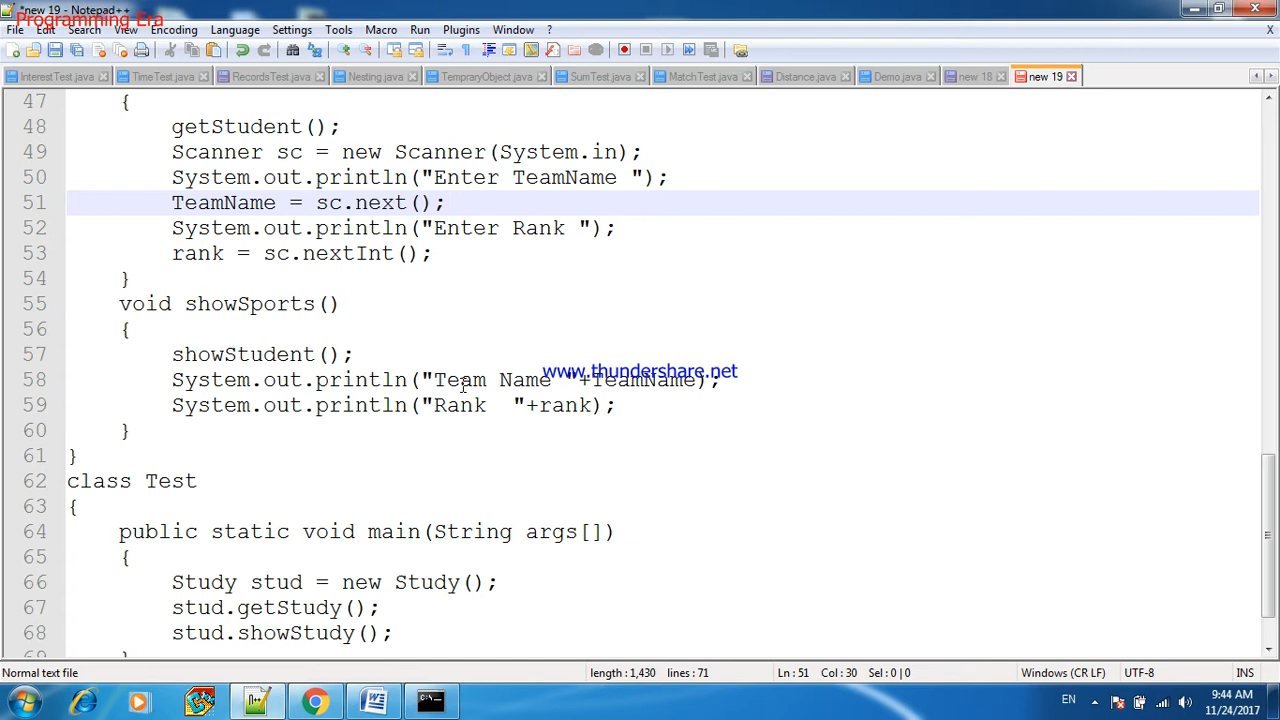 *new 19 - Notepad++
Programming Era
File Edit Search View Encoding Language Settings Tools Macro Run Plugins Window ? X
InterestTest.java TimeTest.java RecordsTest.java Nesting.java TempraryObject.java SumTest.java MatchTest.java Distance.java Demo.java new 18 new 19
47 {
48 getStudent();
49 Scanner sc = new Scanner(System.in);
50 System.out.println("Enter TeamName ");
51 TeamName = sc.next();
52 System.out.println("Enter Rank ");
53 rank = sc.nextInt();
54 }
55 void showSports()
56 {
57 showStudent();
www.thundershare.net
58 System.out.println("Team Name "+TeamName);
59 System.out.println("Rank  "+rank);
60 }
61 }
62 class Test
63 {
64 public static void main(String args[])
65 {
66 Study stud = new Study();
67 stud.getStudy();
68 stud.showStudy();
69 }
Normal text file length : 1,430 lines : 71 Ln : 51 Col : 30 Sel : 0 | 0 Windows (CR LF) UTF-8 INS
EN 9:44 AM
11/24/2017